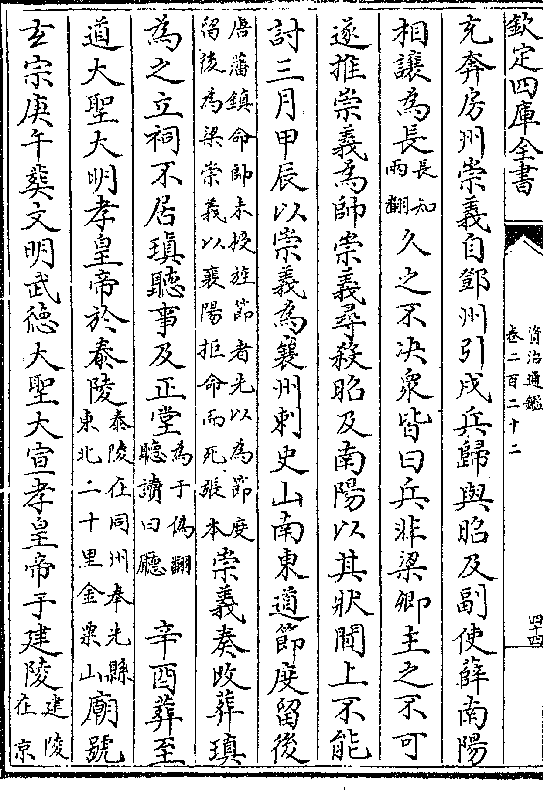 欽定四庫全書
資治通鑑
卷二百二十二
四十四
充奔房州崇義自鄧州引戍兵歸與昭及副使薛南陽
相讓為長長知
兩翻久之不决衆皆曰兵非梁卿主之不可
遂推崇義為帥崇義尋殺昭及南陽以其狀聞上不能
討三月甲辰以崇義為襄州刺史山南東道節度留後
唐藩鎮命帥未授旌節者先以為節度
留後為梁崇義以襄陽拒命而死張本崇義奏改葬瑱
為之立祠不居瑱聽事及正堂為于偽翻
聽讀曰廳辛酉葬至
道大聖大明孝皇帝於泰陵泰陵在同州奉先縣
東北二十里金粟山廟號
玄宗庚午葬文明武德大聖大宣孝皇帝于建陵建陵
在京